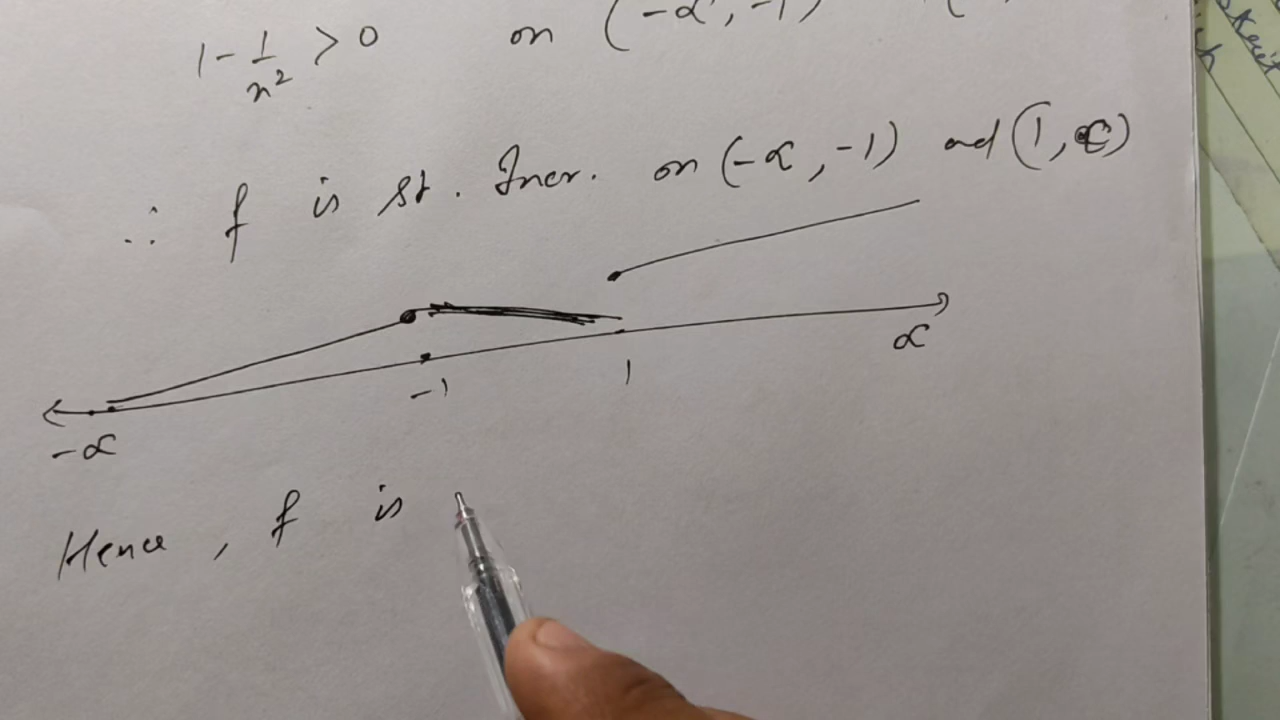 1 - 1/x² > 0 on (-∝, -1)
∴ f is st. Incr. on (-∝, -1) and (1, ∝)
-1 1 ∝
-∝
Hence, f is